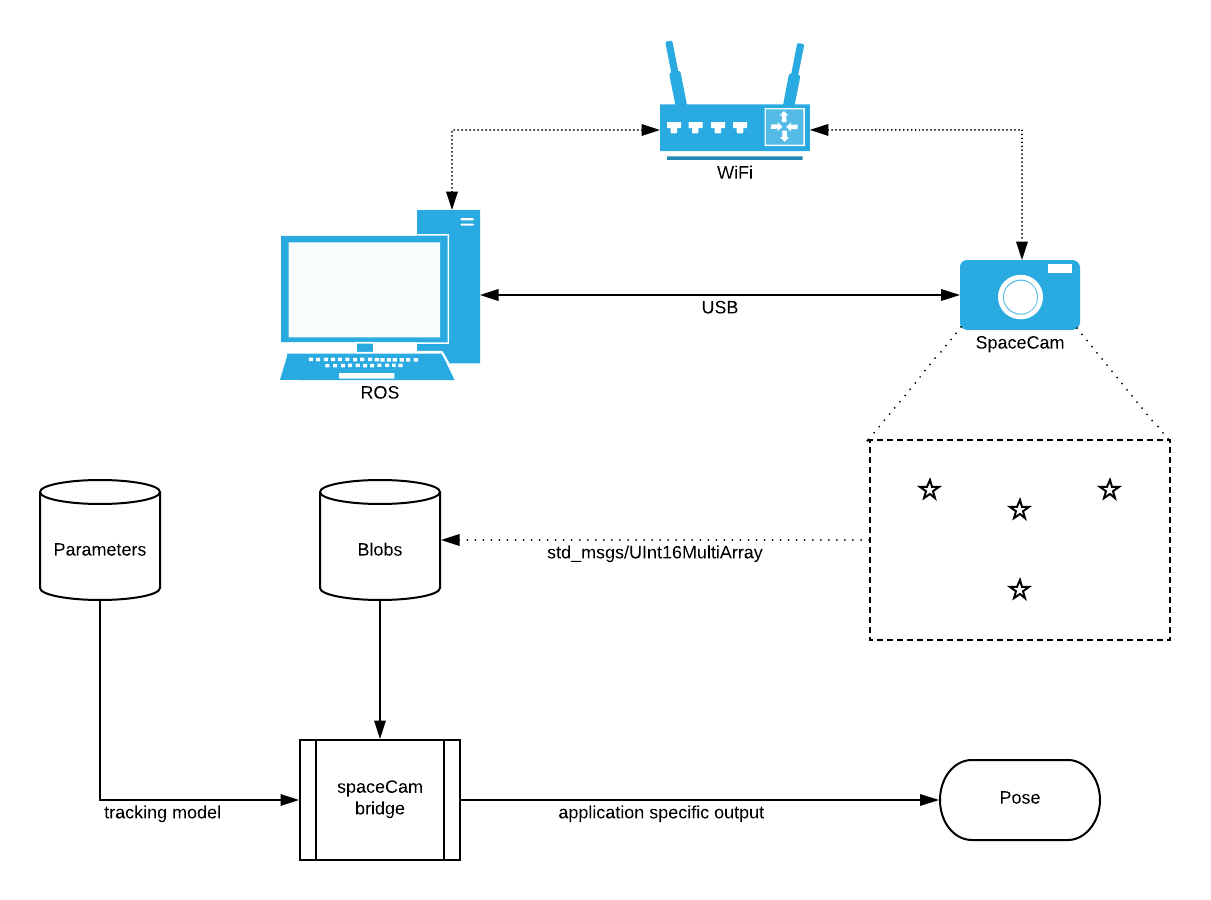 WiFi
USB
SpaceCam
ROS
Parameters
Blobs
std_msgs/UInt16MultiArray
spaceCam
bridge
tracking model
application specific output
Pose